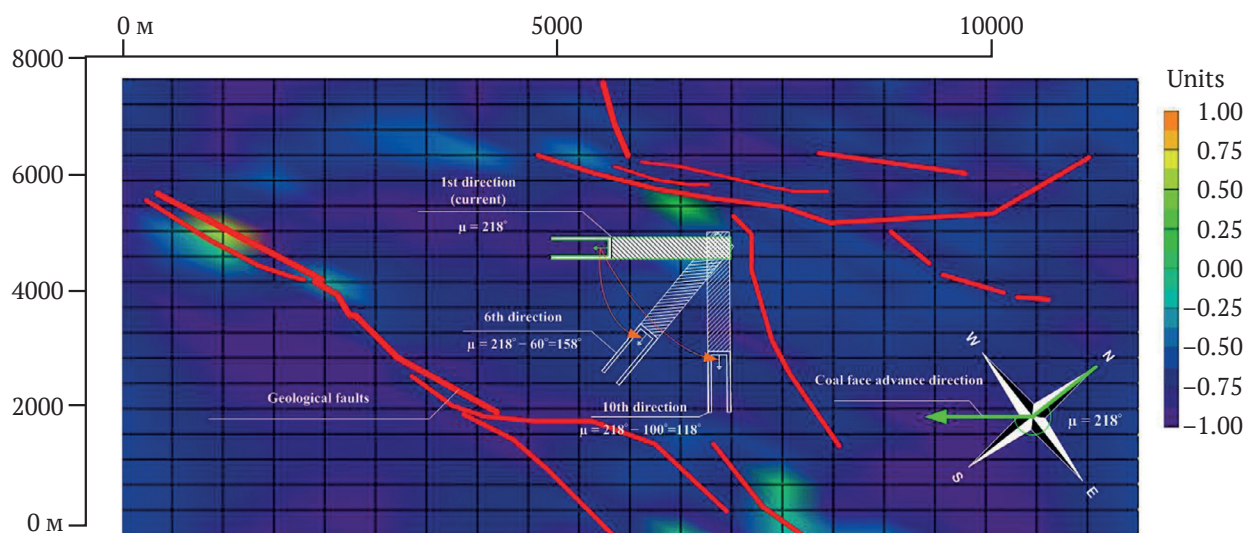 0 м
5000
10000
8000
6000
4000
2000
0 м
Units
1.00
0.75
0.50
0.25
0.00
−0.25
−0.50
−0.75
−1.00
1st direction
(current)
μ = 218°
6th direction
μ = 218° − 60°=158°
Geological faults
10th direction
μ = 218° − 100°=118°
Coal face advance direction
W
N
μ = 218°
S
E